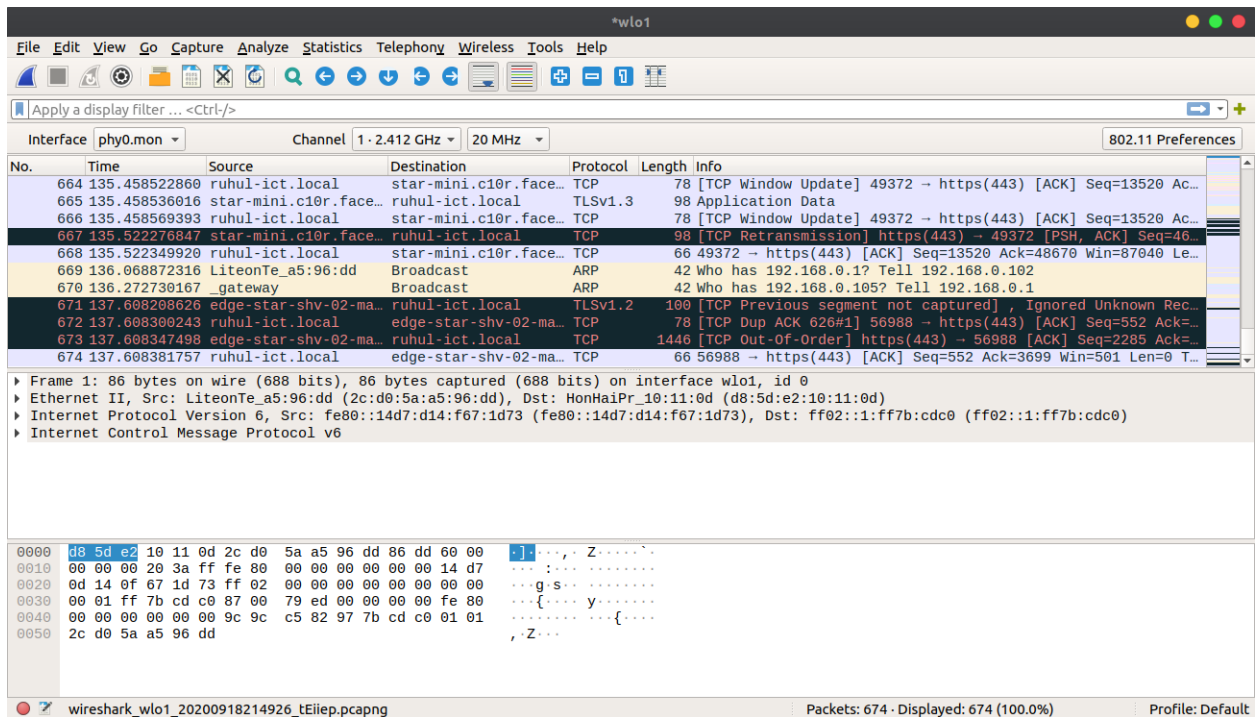 *wlo1
File Edit View Go Capture Analyze Statistics Telephony Wireless Tools Help
Apply a display filter … <Ctrl-/>
Interface phy0.mon Channel 1 · 2.412 GHz 20 MHz 802.11 Preferences
No. Time Source Destination Protocol Length Info
664 135.458522860 ruhul-ict.local star-mini.c10r.face… TCP 78 [TCP Window Update] 49372 → https(443) [ACK] Seq=13520 Ac…
665 135.458536016 star-mini.c10r.face… ruhul-ict.local TLSv1.3 98 Application Data
666 135.458569393 ruhul-ict.local star-mini.c10r.face… TCP 78 [TCP Window Update] 49372 → https(443) [ACK] Seq=13520 Ac…
667 135.522276847 star-mini.c10r.face… ruhul-ict.local TCP 98 [TCP Retransmission] https(443) → 49372 [PSH, ACK] Seq=46…
668 135.522349920 ruhul-ict.local star-mini.c10r.face… TCP 66 49372 → https(443) [ACK] Seq=13520 Ack=48670 Win=87040 Le…
669 136.068872316 LiteonTe_a5:96:dd Broadcast ARP 42 Who has 192.168.0.1? Tell 192.168.0.102
670 136.272730167 _gateway Broadcast ARP 42 Who has 192.168.0.105? Tell 192.168.0.1
671 137.608208626 edge-star-shv-02-ma… ruhul-ict.local TLSv1.2 100 [TCP Previous segment not captured] , Ignored Unknown Rec…
672 137.608300243 ruhul-ict.local edge-star-shv-02-ma… TCP 78 [TCP Dup ACK 626#1] 56988 → https(443) [ACK] Seq=552 Ack=…
673 137.608347498 edge-star-shv-02-ma… ruhul-ict.local TCP 1446 [TCP Out-Of-Order] https(443) → 56988 [ACK] Seq=2285 Ack=…
674 137.608381757 ruhul-ict.local edge-star-shv-02-ma… TCP 66 56988 → https(443) [ACK] Seq=552 Ack=3699 Win=501 Len=0 T…
Frame 1: 86 bytes on wire (688 bits), 86 bytes captured (688 bits) on interface wlo1, id 0
Ethernet II, Src: LiteonTe_a5:96:dd (2c:d0:5a:a5:96:dd), Dst: HonHaiPr_10:11:0d (d8:5d:e2:10:11:0d)
Internet Protocol Version 6, Src: fe80::14d7:d14:f67:1d73 (fe80::14d7:d14:f67:1d73), Dst: ff02::1:ff7b:cdc0 (ff02::1:ff7b:cdc0)
Internet Control Message Protocol v6
0000 d8 5d e2 10 11 0d 2c d0 5a a5 96 dd 86 dd 60 00 ·]····,· Z·····`·
0010 00 00 00 20 3a ff fe 80 00 00 00 00 00 00 14 d7 ··· :··· ········
0020 0d 14 0f 67 1d 73 ff 02 00 00 00 00 00 00 00 00 ···g·s·· ········
0030 00 01 ff 7b cd c0 87 00 79 ed 00 00 00 00 fe 80 ···{···· y·······
0040 00 00 00 00 00 00 9c 9c c5 82 97 7b cd c0 01 01 ········ ···{····
0050 2c d0 5a a5 96 dd ,·Z···
wireshark_wlo1_20200918214926_tEiiep.pcapng Packets: 674 · Displayed: 674 (100.0%) Profile: Default